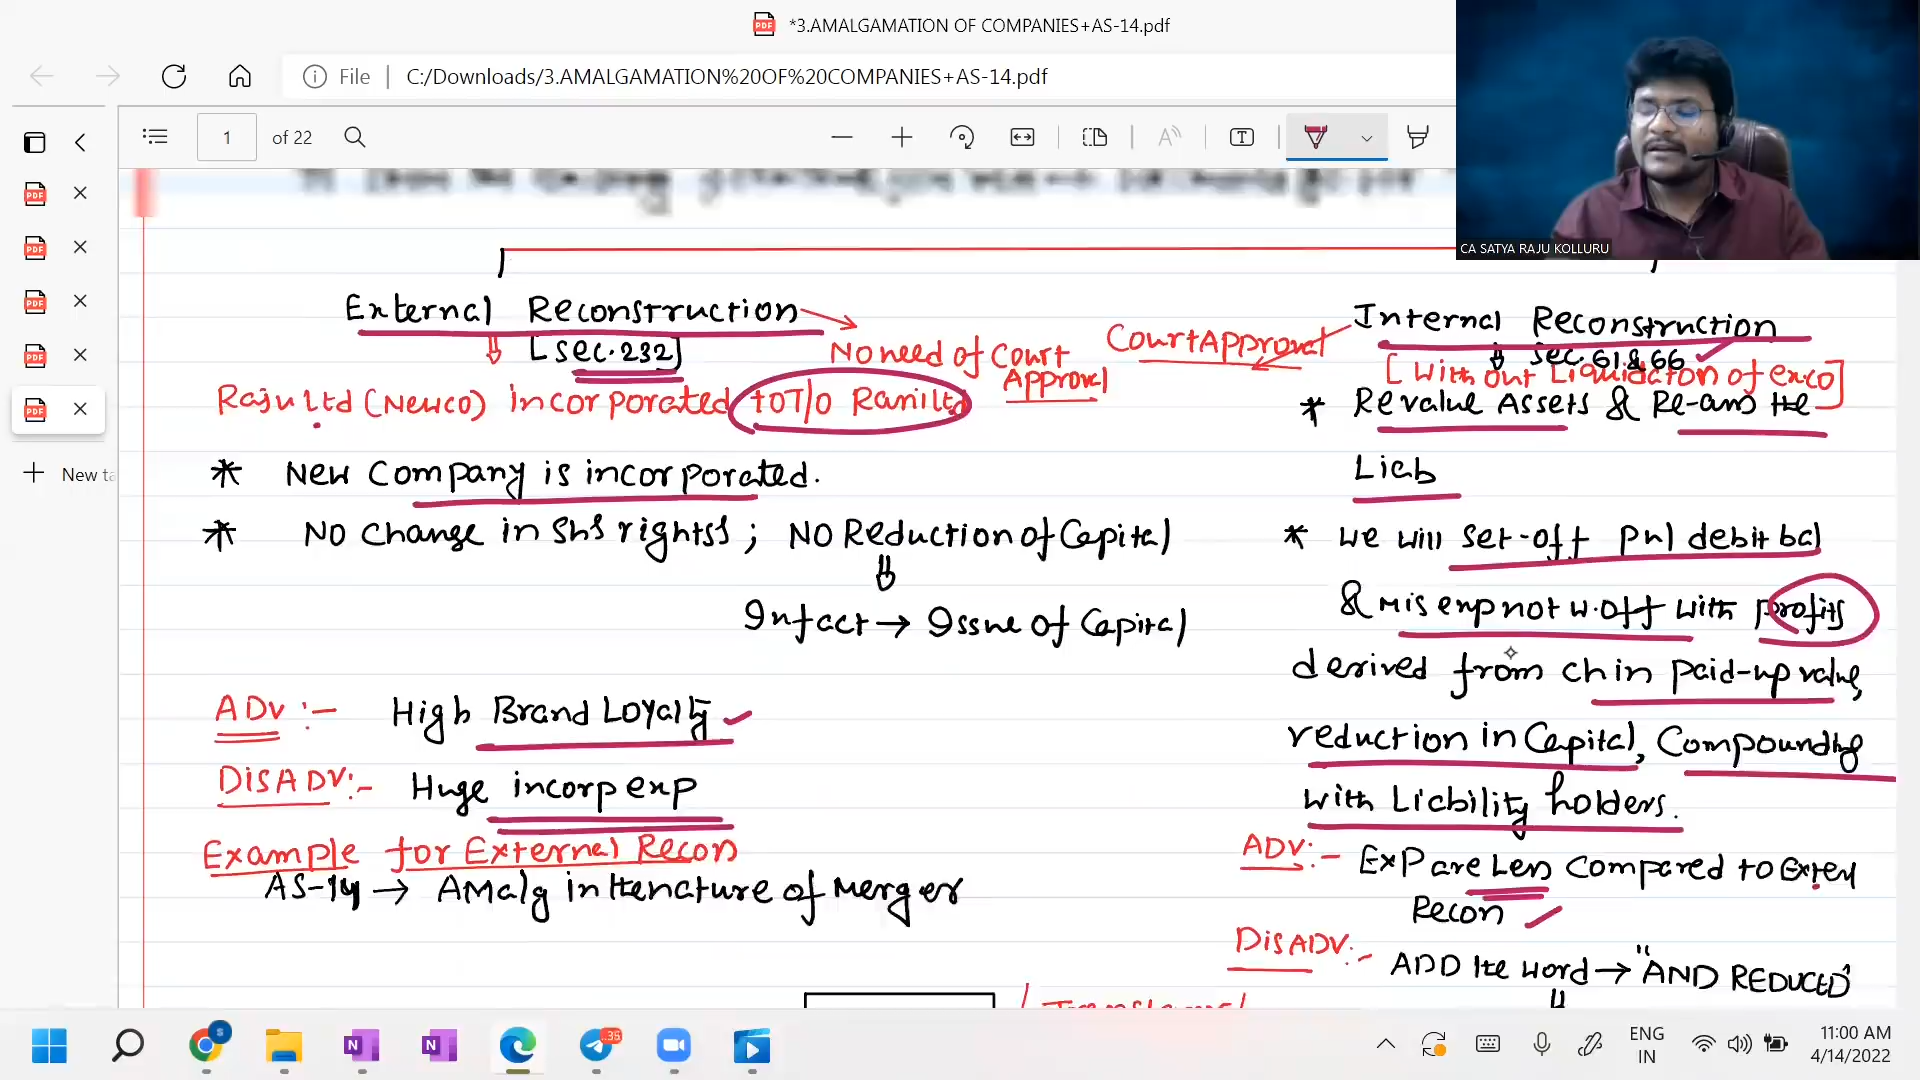 *3.AMALGAMATION OF COMPANIES+AS-14.pdf
File | C:/Downloads/3.AMALGAMATION%20OF%20COMPANIES+AS-14.pdf
1 of 22
CA SATYA RAJU KOLLURU
New ta
External Reconstruction
[sec.232]
No need of Court
Approval
Raju Ltd (Newco) incorporated to T/o Rani Ltd
* New Company is incorporated.
* No change in Shs rights; No Reduction of Capital
Infact → Issue of Capital
ADV :- High Brand Loyalty
DISADV:- Huge incorp exp
Example for External Recon
AS-14 → AMalg in the nature of Merger
Court Approval
Internal Reconstruction
Sec.61 & 66
[Without Liquidation of exco]
* Revalue Assets & Re-ass the
Liab
* We will set-off Pnl debit bal
& mis exp not w.off with profits
derived from ch in paid-up value,
reduction in Capital, Compounding
with Liability holders.
ADV:- Exp are Less Compared to Exter
Recon
DISADV:- ADD the word → "AND REDUCED"
35
ENG
IN
11:00 AM
4/14/2022